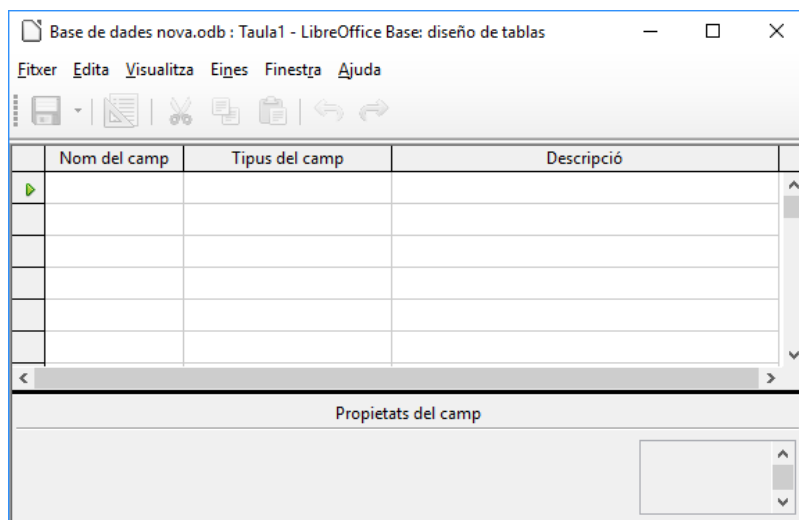 Base de dades nova.odb : Taula1 - LibreOffice Base: diseño de tablas
Fitxer Edita Visualitza Eines Finestra Ajuda
Nom del camp Tipus del camp Descripció
Propietats del camp